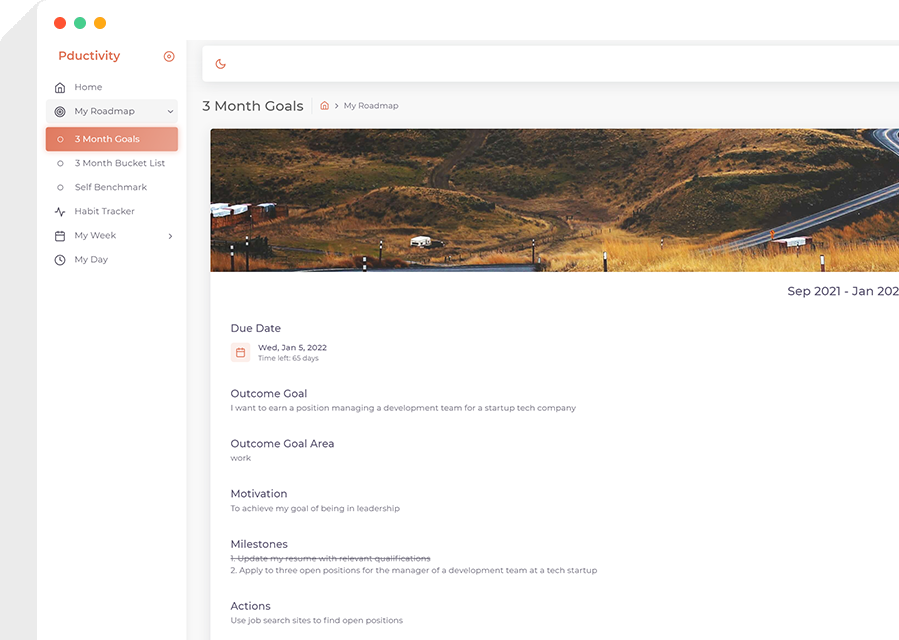 Pductivity
Home
My Roadmap
3 Month Goals
3 Month Bucket List
Self Benchmark
Habit Tracker
My Week
My Day
3 Month Goals
My Roadmap
Sep 2021 - Jan 202
Due Date
Wed, Jan 5, 2022
Time left: 65 days
Outcome Goal
I want to earn a position managing a development team for a startup tech company
Outcome Goal Area
work
Motivation
To achieve my goal of being in leadership
Milestones
1. Update my resume with relevant qualifications
2. Apply to three open positions for the manager of a development team at a tech startup
Actions
Use job search sites to find open positions